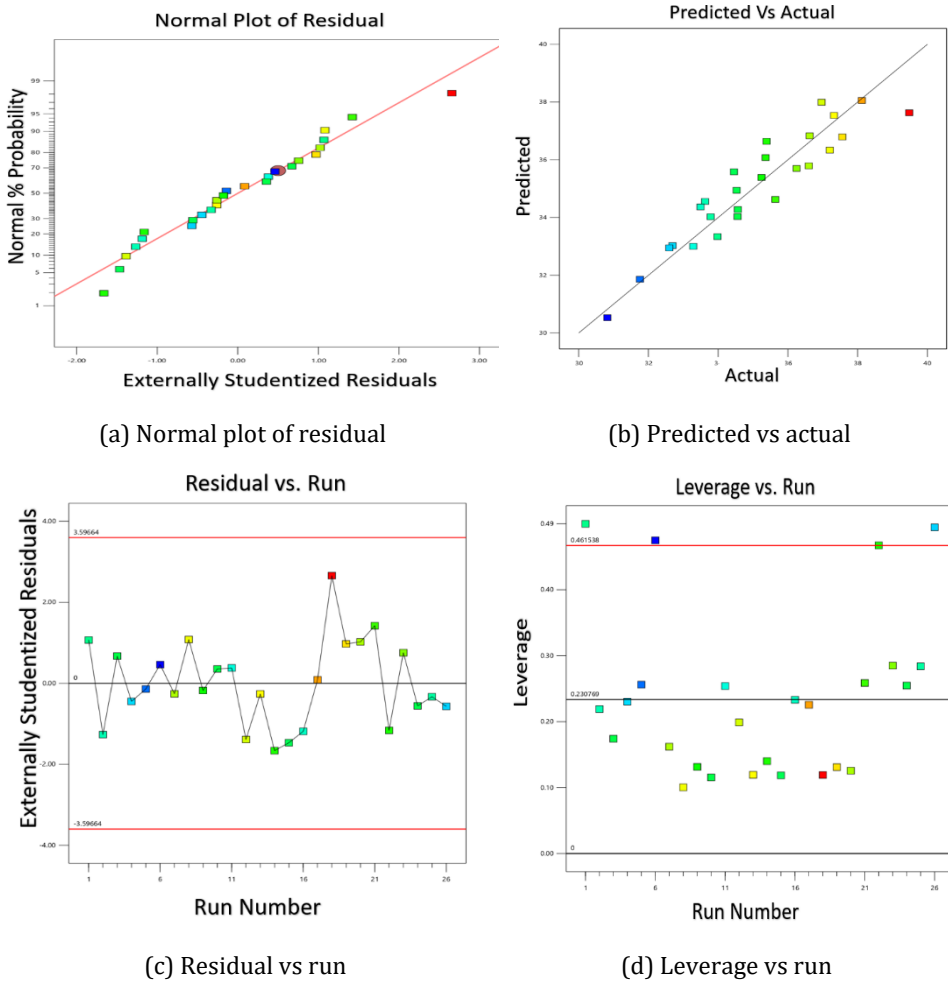 Normal Plot of Residual
Normal % Probability
99
95
90
80
70
50
30
20
10
5
1
-2.00 -1.00 0.00 1.00 2.00 3.00
Externally Studentized Residuals
(a) Normal plot of residual
Predicted Vs Actual
Predicted
40
38
36
34
32
30
30 32 3· 36 38 40
Actual
(b) Predicted vs actual
Residual vs. Run
Externally Studentized Residuals
4.00
3.59664
2.00
0.00
0
-2.00
-3.59664
-4.00
1 6 11 16 21 26
Run Number
(c) Residual vs run
Leverage vs. Run
Leverage
0.49
0.461538
0.40
0.30
0.230769
0.20
0.10
0.00
0
1 6 11 16 21 26
Run Number
(d) Leverage vs run